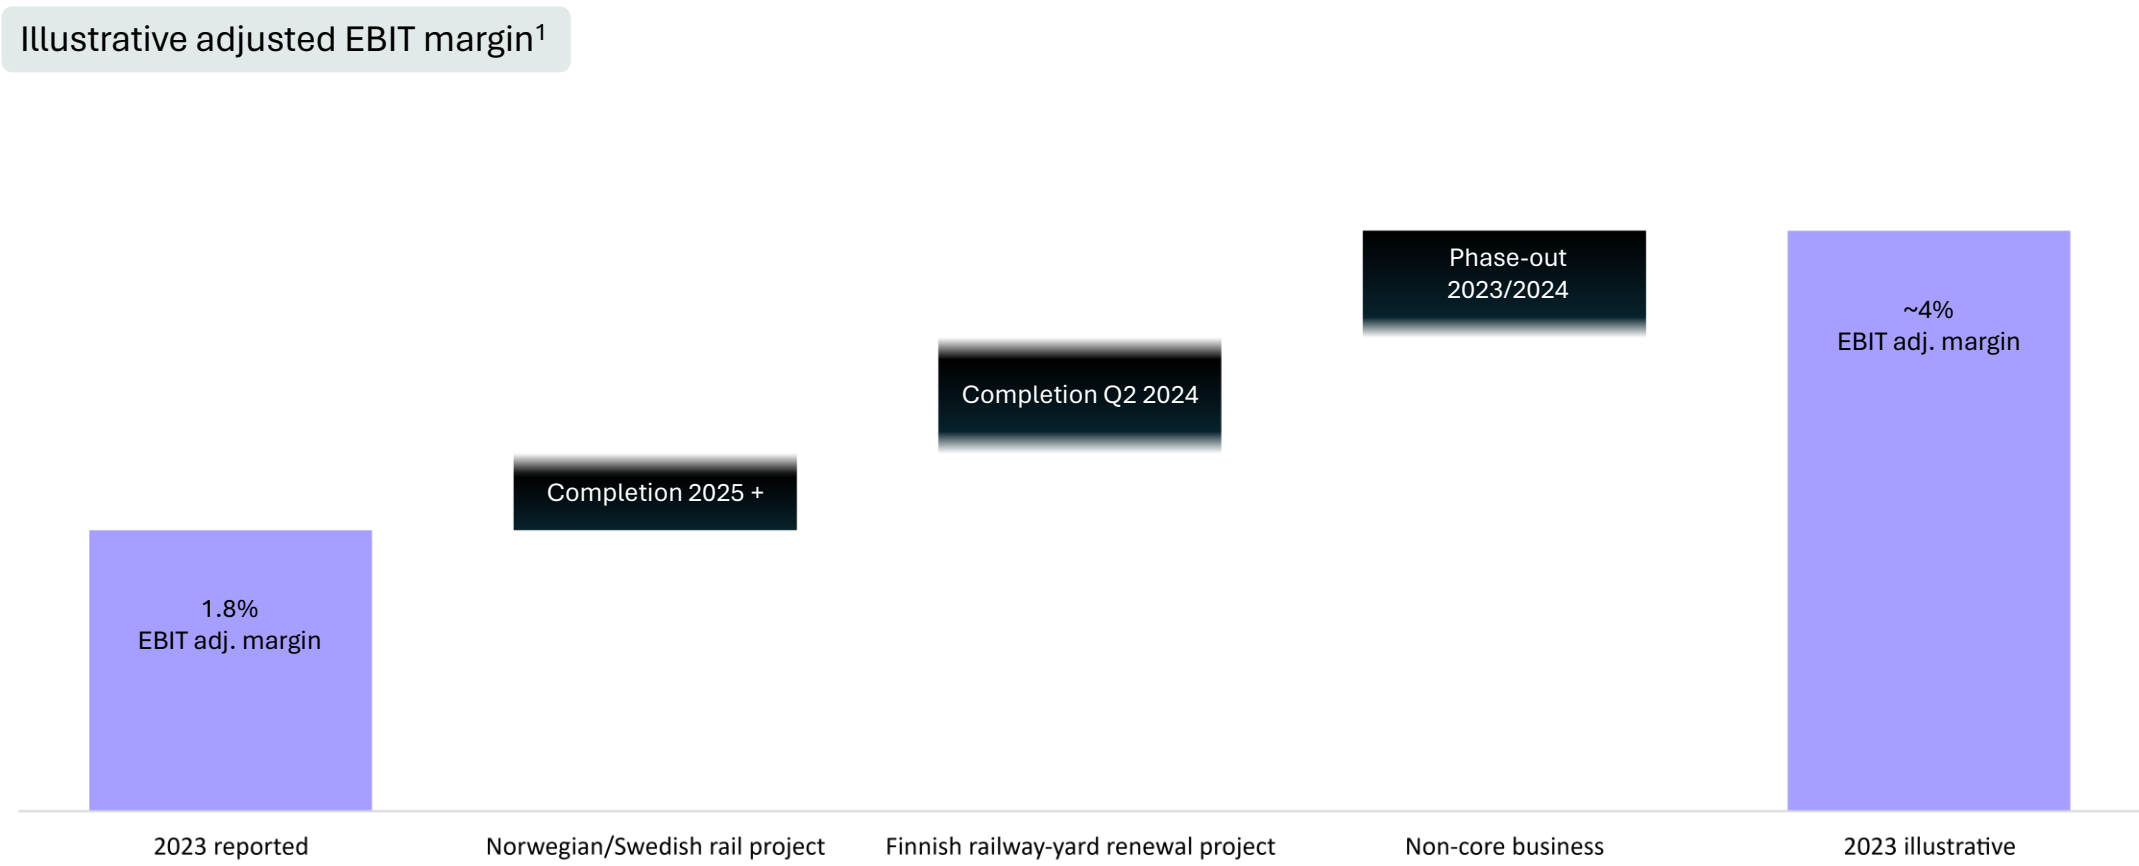 Illustrative adjusted EBIT margin¹
Phase-out
2023/2024
~4%
EBIT adj. margin
Completion Q2 2024
Completion 2025 +
1.8%
EBIT adj. margin
2023 reported
Norwegian/Swedish rail project
Finnish railway-yard renewal project
Non-core business
2023 illustrative